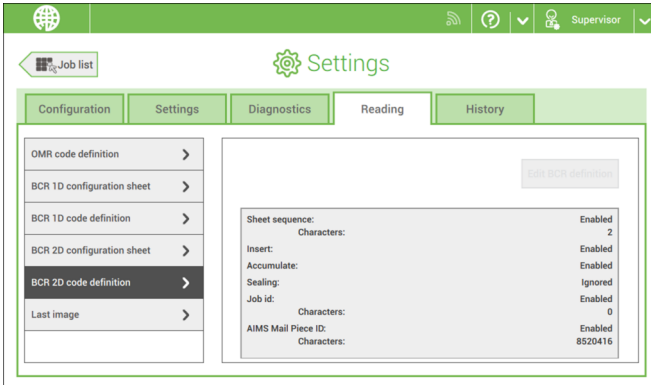 Supervisor
Job list
Settings
Configuration
Settings
Diagnostics
Reading
History
OMR code definition
BCR 1D configuration sheet
BCR 1D code definition
BCR 2D configuration sheet
BCR 2D code definition
Last image
Edit BCR definition
Sheet sequence: Enabled
Characters: 2
Insert: Enabled
Accumulate: Enabled
Sealing: Ignored
Job id: Enabled
Characters: 0
AIMS Mail Piece ID: Enabled
Characters: 8520416